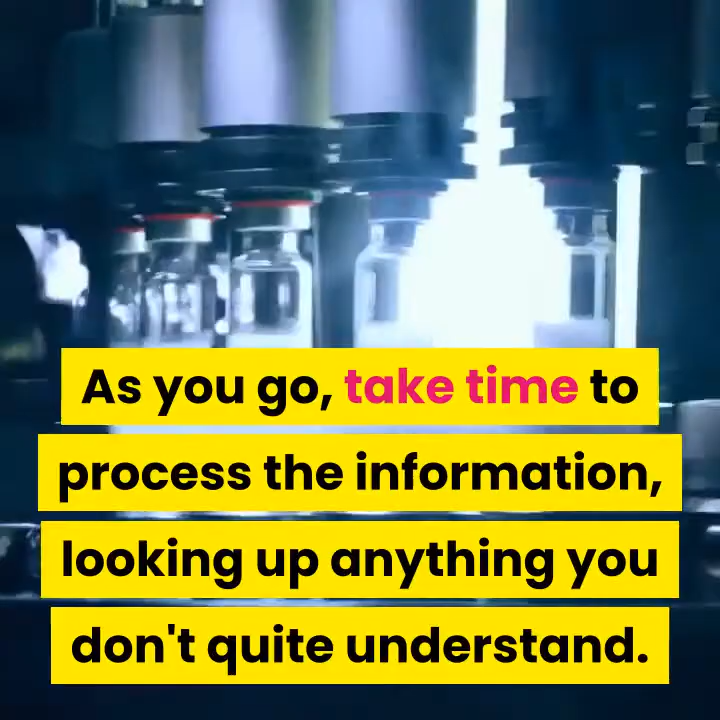 As you go, take time to
process the information,
looking up anything you
don't quite understand.